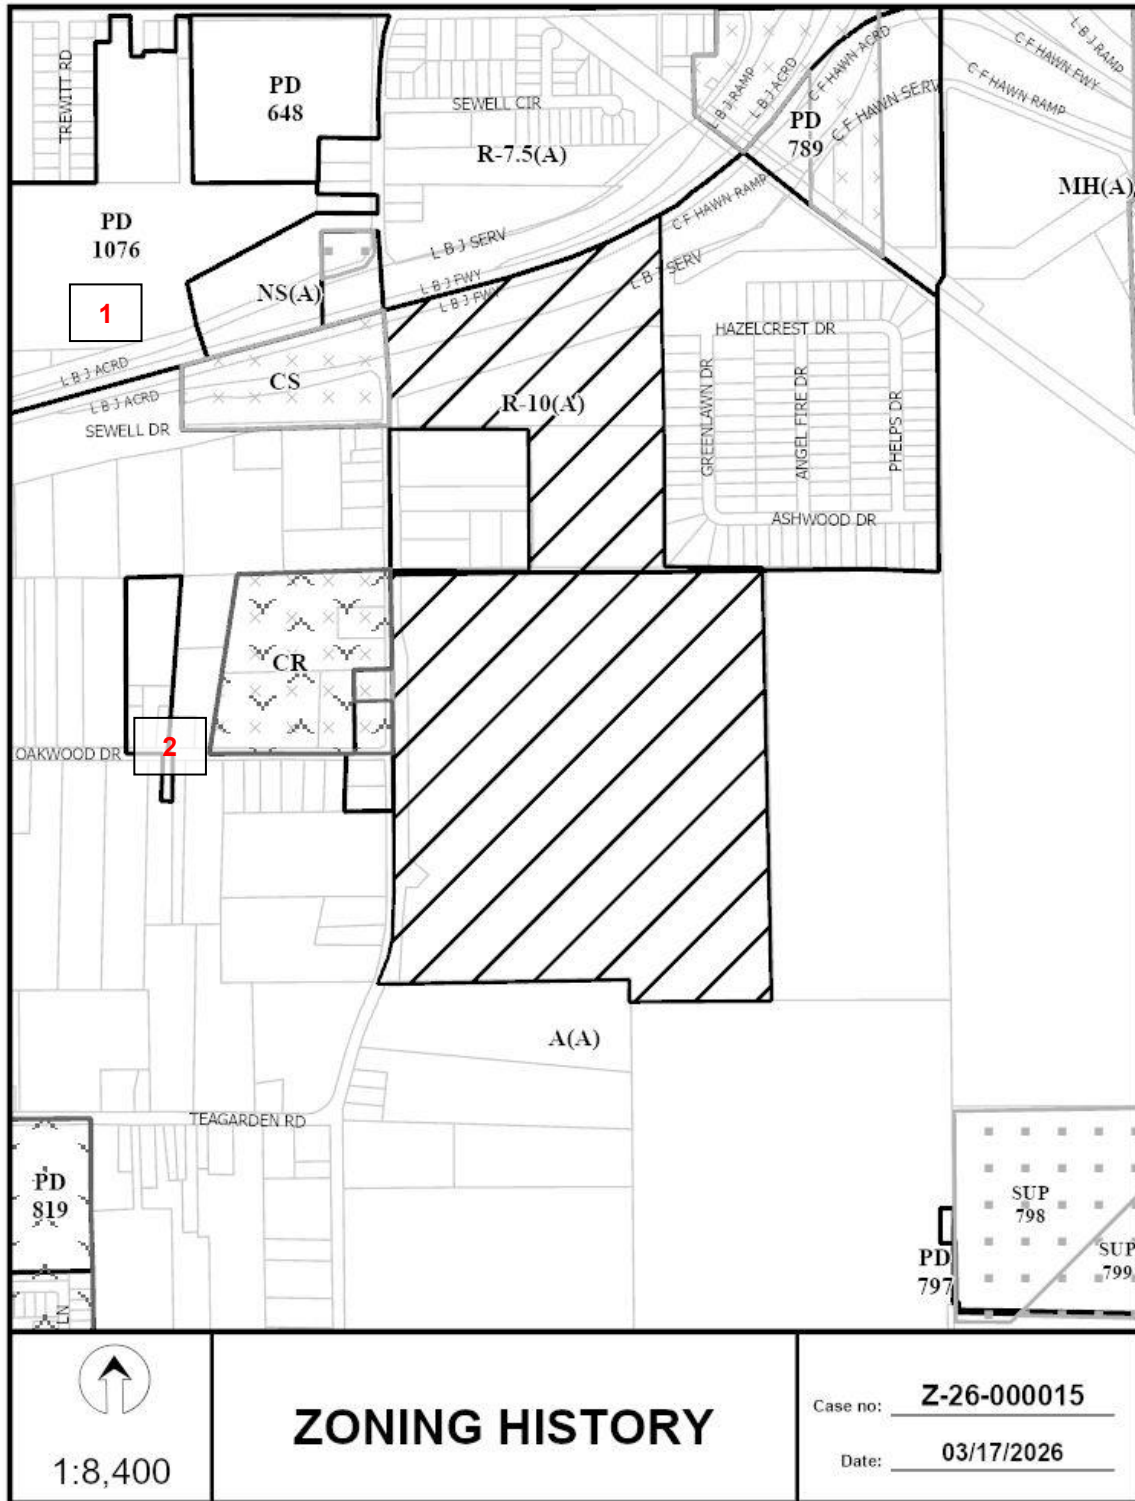 TREWITT RD
PD
648
SEWELL CIR
R-7.5(A)
L B J RAMP
L B J ACRD
C F HAWN ACRD
C F HAWN SERV
PD
789
C F HAWN FWY
L B J RAMP
C F HAWN RAMP
MH(A)
PD
1076
1
NS(A)
L B J SERV
L B J FWY
L B J FWY
C F HAWN RAMP
L B J SERV
L B J ACRD
L B J ACRD
CS
SEWELL DR
R-10(A)
HAZELCREST DR
GREENLAWN DR
ANGEL FIRE DR
PHELPS DR
ASHWOOD DR
CR
OAKWOOD DR
2
A(A)
TEAGARDEN RD
PD
819
LN
SUP
798
SUP
799
PD
797
1:8,400
ZONING HISTORY
Case no: Z-26-000015
Date: 03/17/2026